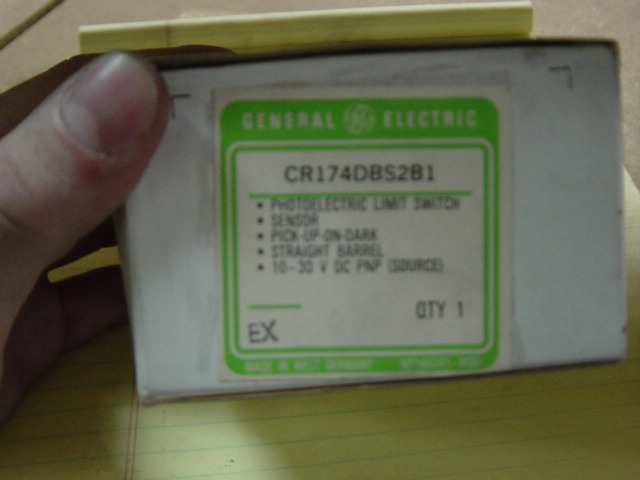 GENERAL GE ELECTRIC
CR174DBS2B1
• PHOTOELECTRIC LIMIT SWITCH
• SENSOR
• PICK-UP-ON-DARK
• STRAIGHT BARREL
• 10-30 V DC PNP (SOURCE)
QTY 1
EX
MADE IN WEST GERMANY